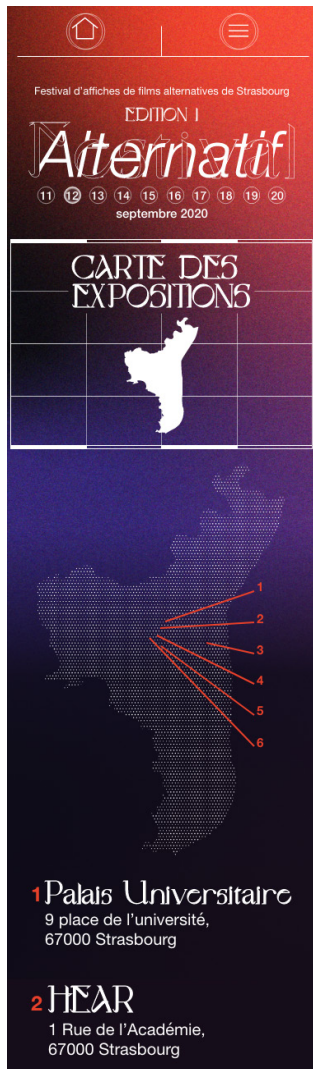 Festival d'affiches de films alternatives de Strasbourg
EDITION I
Festival
Alternatif
11 12 13 14 15 16 17 18 19 20
septembre 2020
CARTE DES
EXPOSITIONS
1
2
3
4
5
6
1 Palais Universitaire
9 place de l'université,
67000 Strasbourg
2 HEAR
1 Rue de l'Académie,
67000 Strasbourg